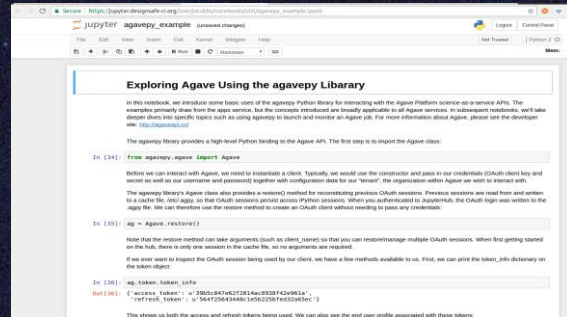 Secure https://jupyter.designsafe-ci.org/user/jstubbs/notebooks/v10/agavepy_example.ipynb
jupyter agavepy_example (unsaved changes)
Logout Control Panel
File Edit View Insert Cell Kernel Widgets Help
Not Trusted Python 2
Run Markdown
Mem:
Exploring Agave Using the agavepy Libarary
In this notebook, we introduce some basic uses of the agavepy Python library for interacting with the Agave Platform science-as-a-service APIs. The
examples primarily draw from the apps service, but the concepts introduced are broadly applicable to all Agave services. In subsequent notebooks, we'll take
deeper dives into specific topics such as using agavepy to launch and monitor an Agave job. For more information about Agave, please see the developer
site: http://agaveapi.co/
The agavepy library provides a high-level Python binding to the Agave API. The first step is to import the Agave class:
In [34]: from agavepy.agave import Agave
Before we can interact with Agave, we need to instantiate a client. Typically, we would use the constructor and pass in our credentials (OAuth client key and
secret as well as our username and password) together with configuration data for our "tenant", the organization within Agave we wish to interact with.
The agavepy library's Agave class also provides a restore() method for reconstituting previous OAuth sessions. Previous sessions are read from and written
to a cache file, /etc/.agpy, so that OAuth sessions persist across iPython sessions. When you authenticated to JupyterHub, the OAuth login was written to the
.agpy file. We can therefore use the restore method to create an OAuth client without needing to pass any credentials:
In [35]: ag = Agave.restore()
Note that the restore method can take arguments (such as client_name) so that you can restore/manage multiple OAuth sessions. When first getting started
on the hub, there is only one session in the cache file, so no arguments are required.
If we ever want to inspect the OAuth session being used by our client, we have a few methods available to us. First, we can print the token_info dictionary on
the token object:
In [36]: ag.token.token_info
Out[36]: {'access_token': u'39b5c847e62f2814ac8938f42e961a',
'refresh_token': u'564f25643448c1e5b225bfed32a65ec'}
This shows us both the access and refresh tokens being used. We can also see the end user profile associated with these tokens: